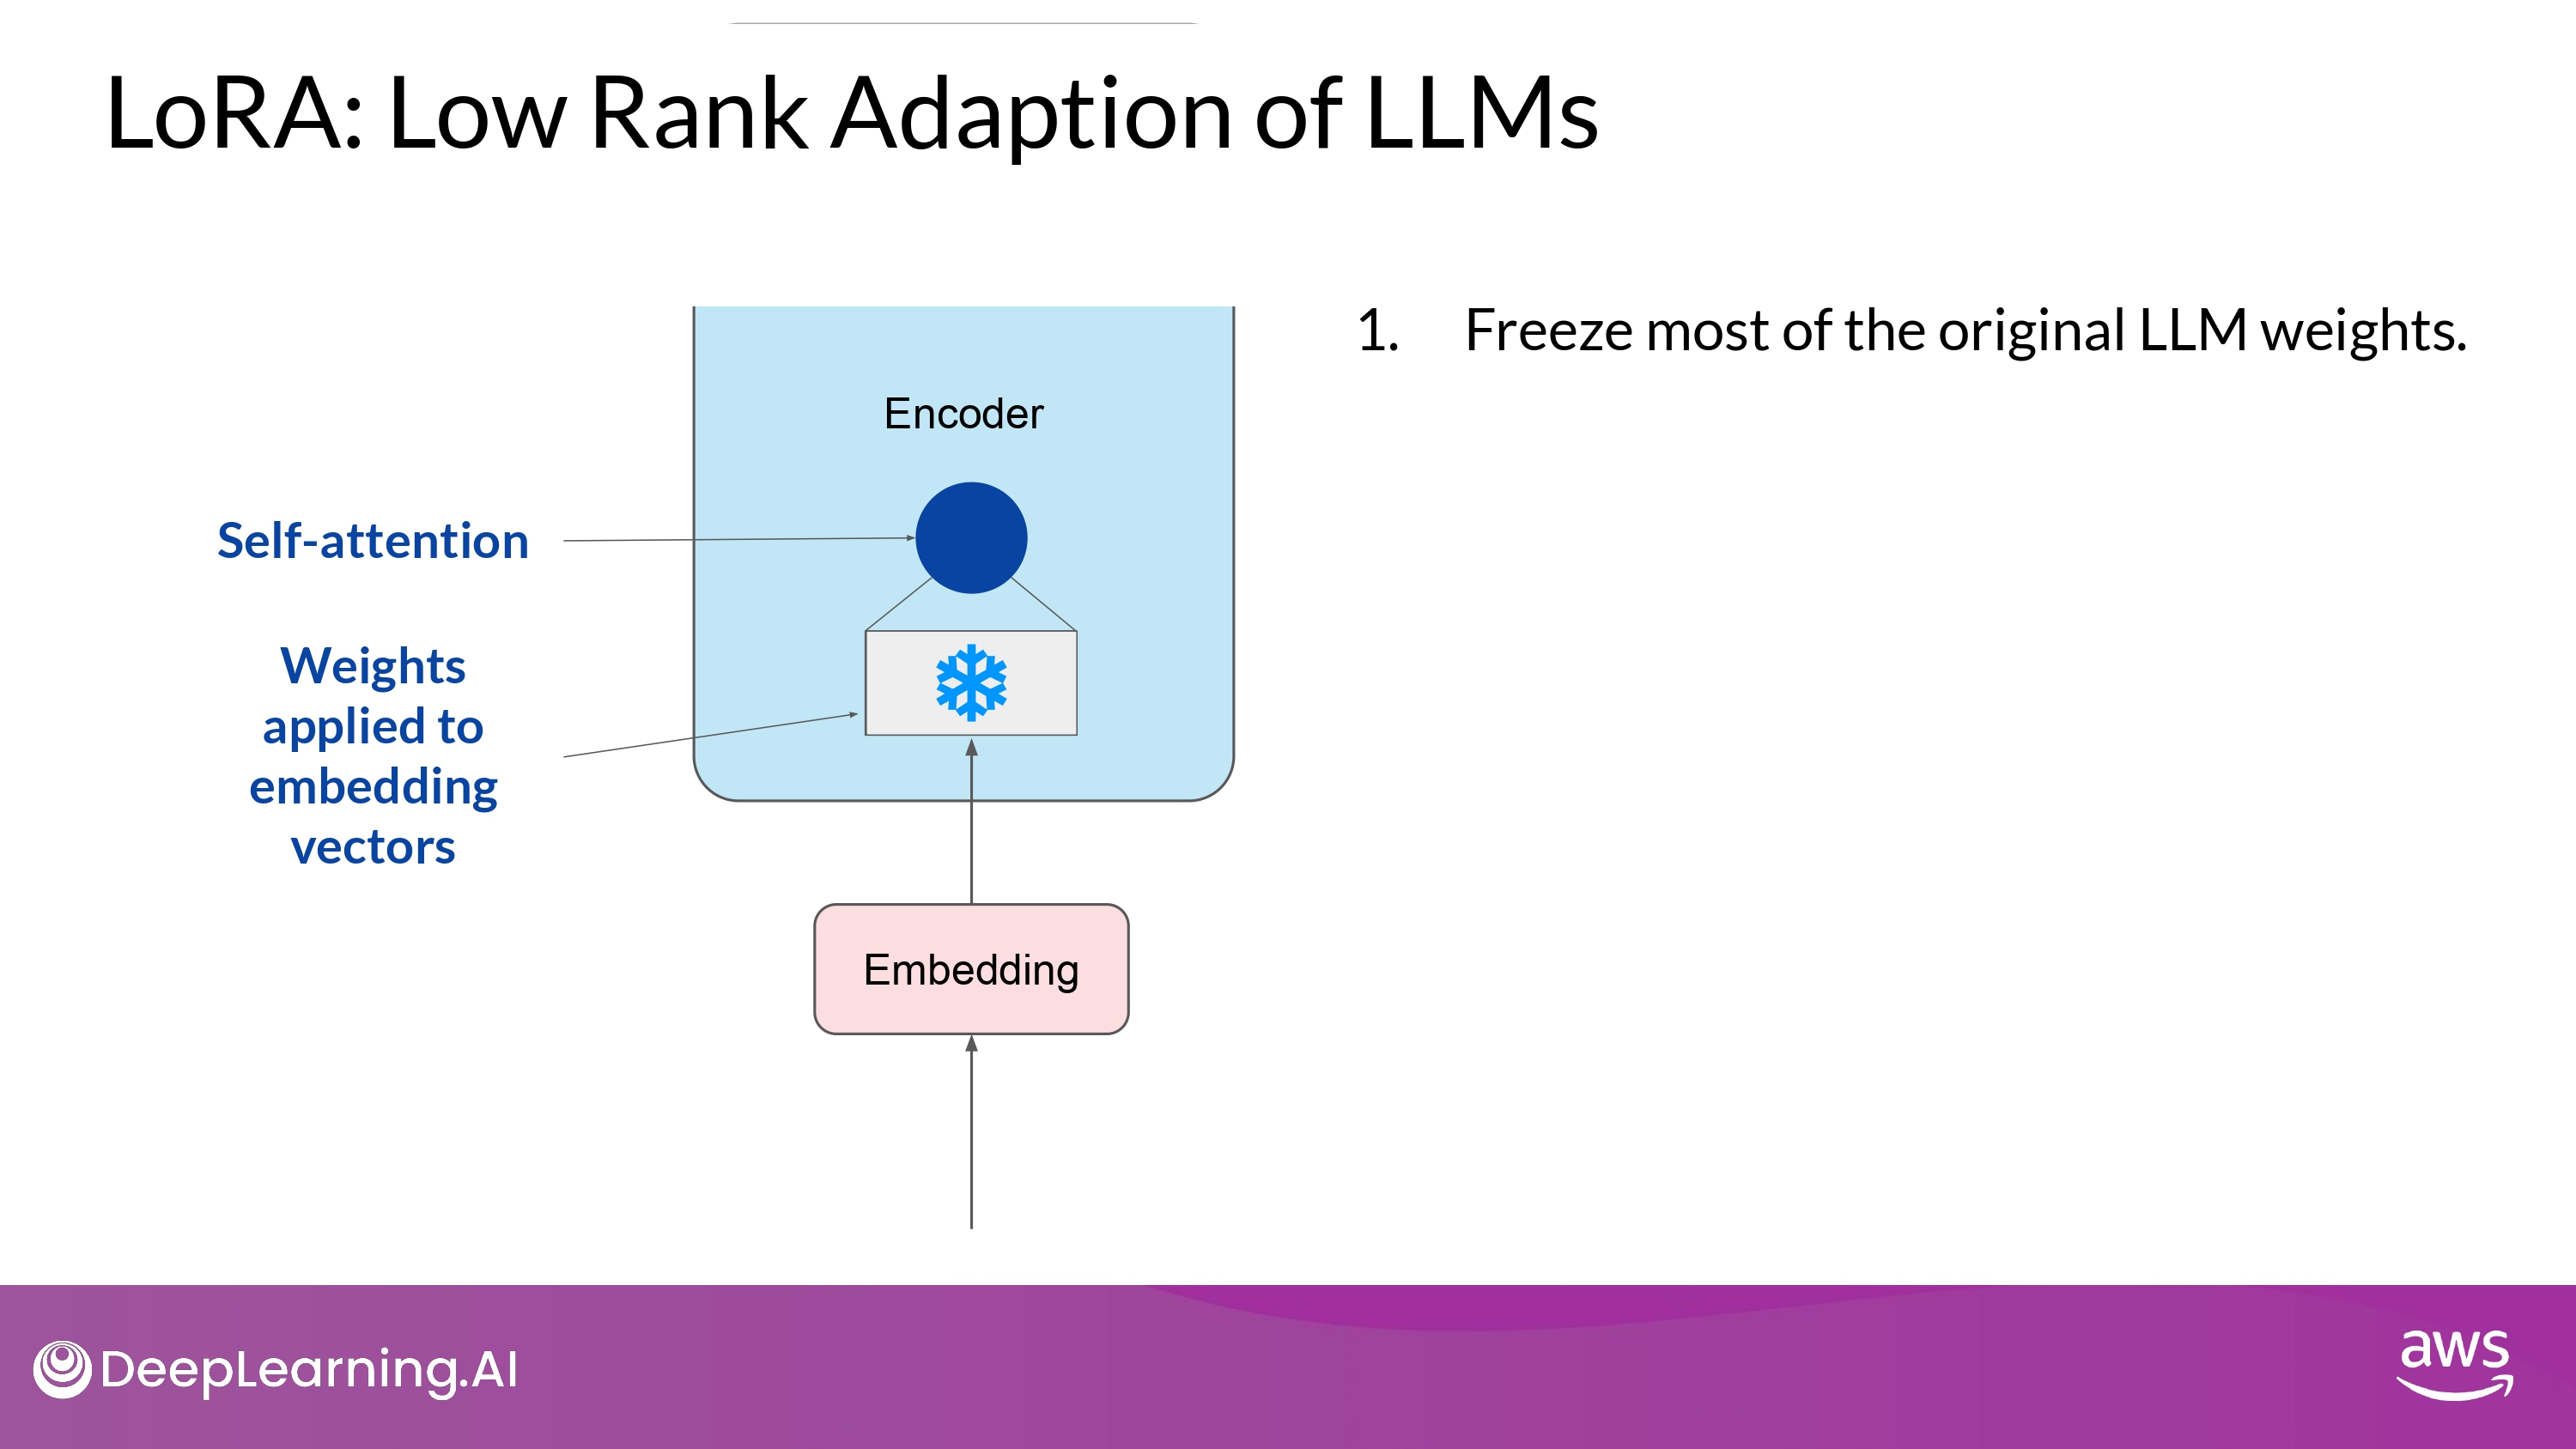 LoRA: Low Rank Adaption of LLMs
1. Freeze most of the original LLM weights.
Encoder
Self-attention
Weights
applied to
embedding
vectors
Embedding
DeepLearning.AI
aws